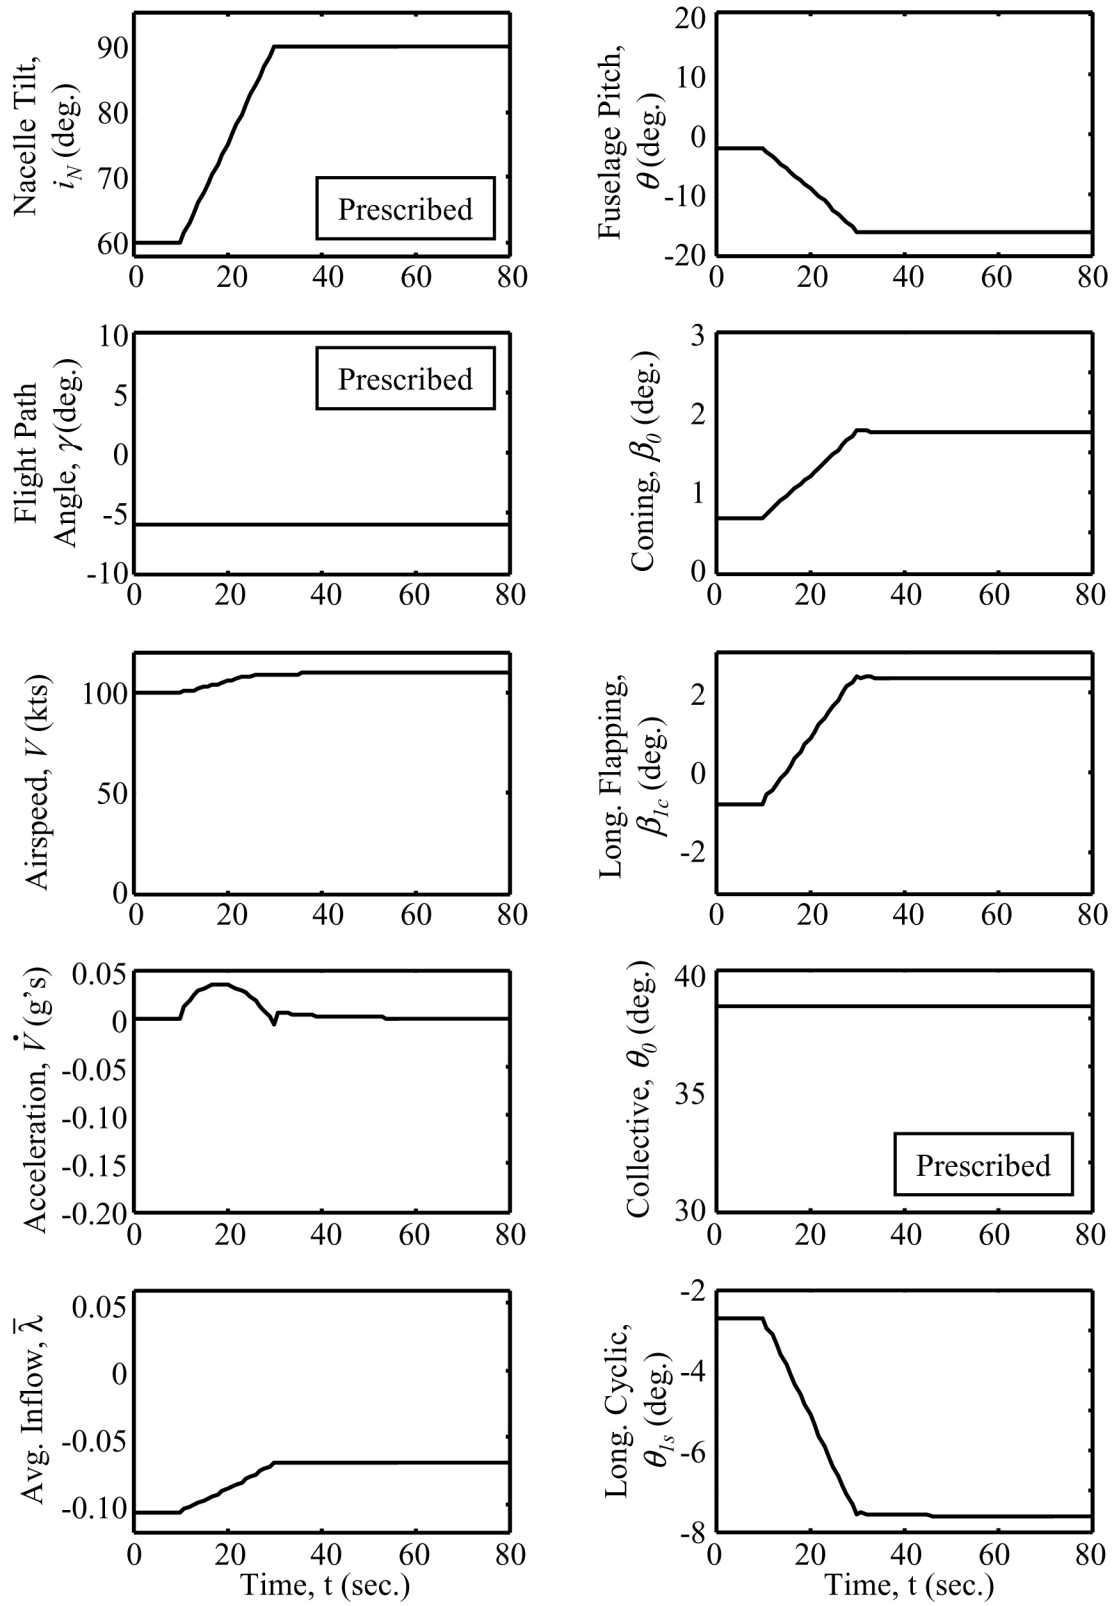 Nacelle Tilt,
i_N (deg.)
90
80
70
60
Prescribed
0 20 40 60 80
Fuselage Pitch,
θ (deg.)
20
10
0
-10
-20
0 20 40 60 80
Flight Path
Angle, γ (deg.)
10
5
0
-5
-10
Prescribed
0 20 40 60 80
Coning, β_0 (deg.)
3
2
1
0
0 20 40 60 80
Airspeed, V (kts)
100
50
0
0 20 40 60 80
Long. Flapping,
β_1c (deg.)
2
0
-2
0 20 40 60 80
Acceleration, V̇ (g’s)
0.05
0
-0.05
-0.10
-0.15
-0.20
0 20 40 60 80
Collective, θ_0 (deg.)
40
35
30
Prescribed
0 20 40 60 80
Avg. Inflow, λ̄
0.05
0
-0.05
-0.10
0 20 40 60 80
Time, t (sec.)
Long. Cyclic,
θ_1s (deg.)
-2
-4
-6
-8
0 20 40 60 80
Time, t (sec.)